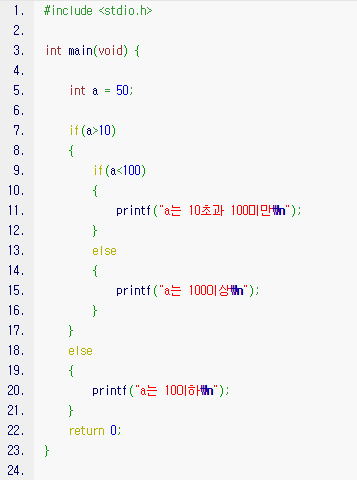 1. #include <stdio.h>
2.
3. int main(void) {
4.
5. int a = 50;
6.
7. if(a>10)
8. {
9. if(a<100)
10. {
11. printf("a는 10초과 100미만₩n");
12. }
13. else
14. {
15. printf("a는 100이상₩n");
16. }
17. }
18. else
19. {
20. printf("a는 10이하₩n");
21. }
22. return 0;
23. }
24.